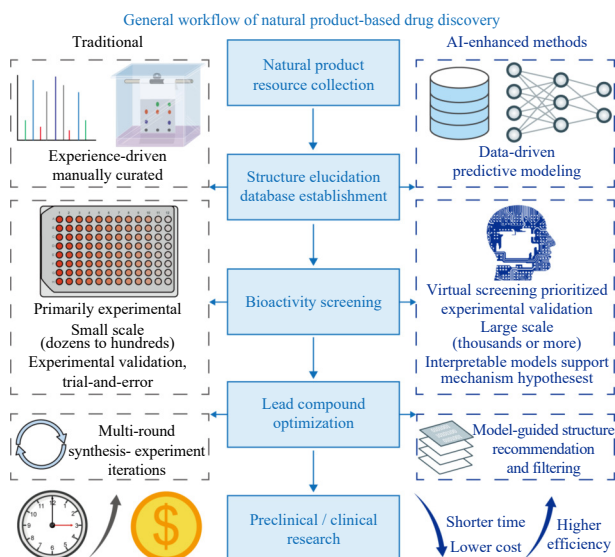 General workflow of natural product-based drug discovery
Traditional
AI-enhanced methods
Natural product
resource collection
Experience-driven
manually curated
Data-driven
predictive modeling
Structure elucidation
database establishment
Primarily experimental
Small scale
(dozens to hundreds)
Experimental validation,
trial-and-error
Bioactivity screening
Virtual screening prioritized
experimental validation
Large scale
(thousands or more)
Interpretable models support
mechanism hypothesest
Lead compound
optimization
Multi-round
synthesis- experiment
iterations
Model-guided structure
recommendation
and filtering
Preclinical / clinical
research
$
Shorter time
Lower cost
Higher
efficiency